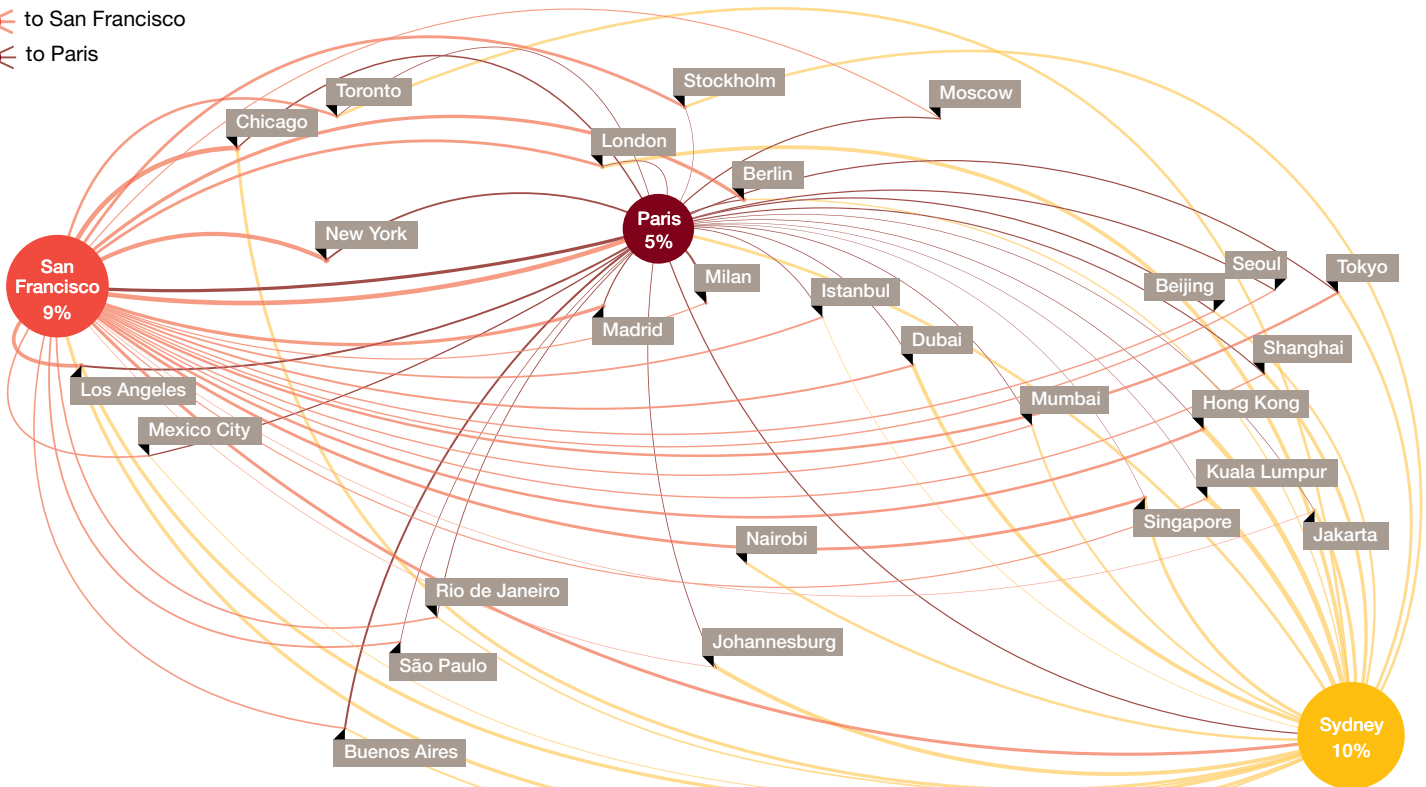 to San Francisco
to Paris
Stockholm
Toronto
Moscow
Chicago
London
Berlin
Paris
5%
New York
San
Francisco
9%
Milan
Seoul
Tokyo
Beijing
Istanbul
Madrid
Dubai
Shanghai
Los Angeles
Mumbai
Hong Kong
Mexico City
Kuala Lumpur
Singapore
Jakarta
Nairobi
Rio de Janeiro
Johannesburg
São Paulo
Sydney
10%
Buenos Aires